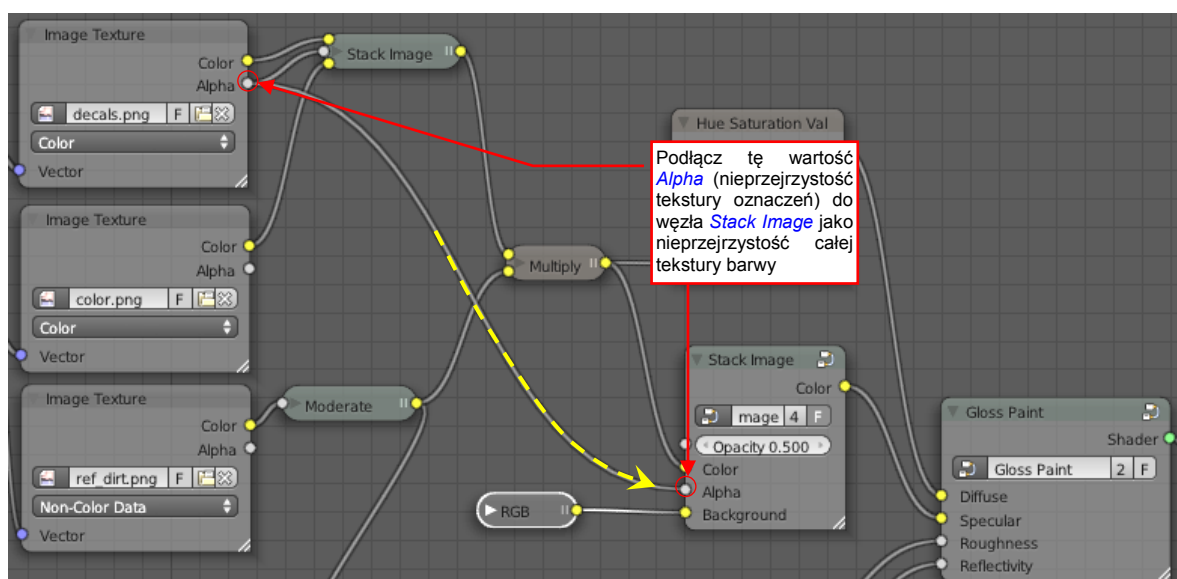 Image Texture
Color
Alpha
decals.png F
Color
Vector
Stack Image
Image Texture
Color
Alpha
color.png F
Color
Vector
Image Texture
Color
Alpha
ref_dirt.png F
Non-Color Data
Vector
Moderate
Multiply
RGB
Hue Saturation Val
Podłącz tę wartość
Alpha (nieprzejrzystość
tekstury oznaczeń) do
węzła Stack Image jako
nieprzejrzystość całej
tekstury barwy
Stack Image
Color
mage 4 F
Opacity 0.500
Color
Alpha
Background
Gloss Paint
Shader
Gloss Paint 2 F
Diffuse
Specular
Roughness
Reflectivity